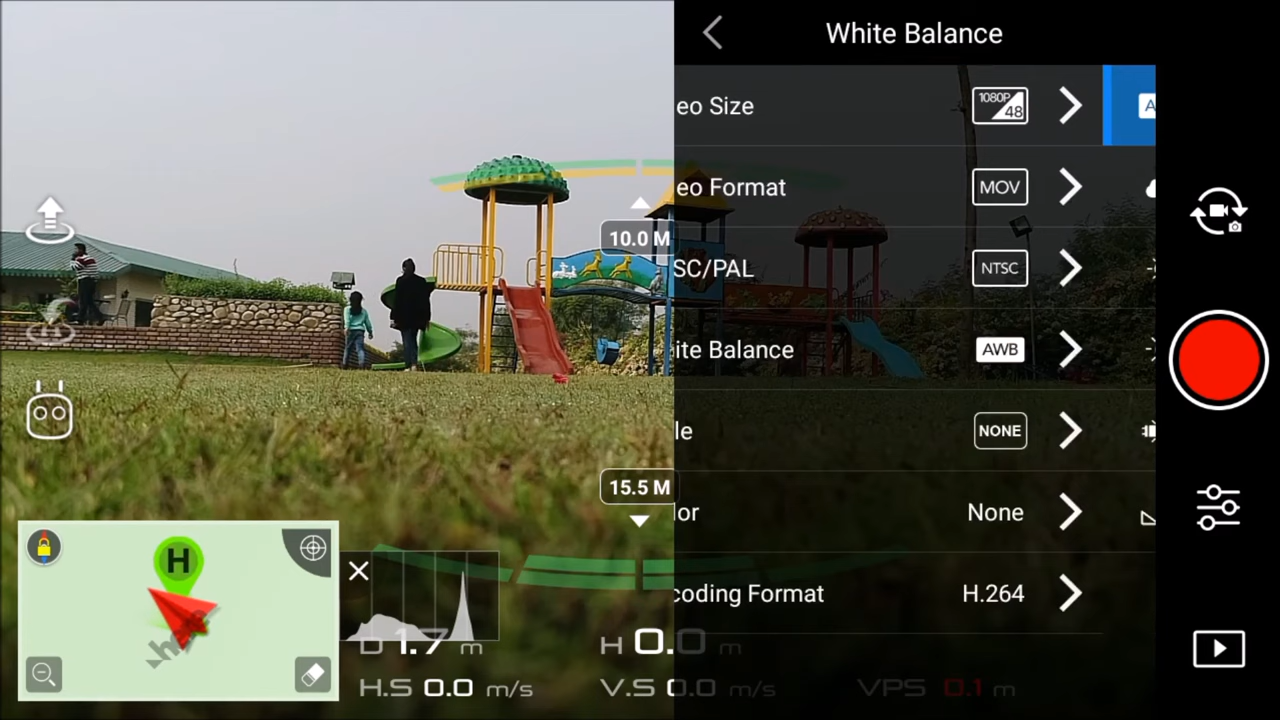 White Balance
eo Size
1080P 48
A
eo Format
MOV
SC/PAL
NTSC
ite Balance
AWB
le
NONE
lor
None
coding Format
H.264
10.0 M
15.5 M
H
D 1.7 m
H 0.0 m
H.S 0.0 m/s
V.S 0.0 m/s
VPS 0.1 m